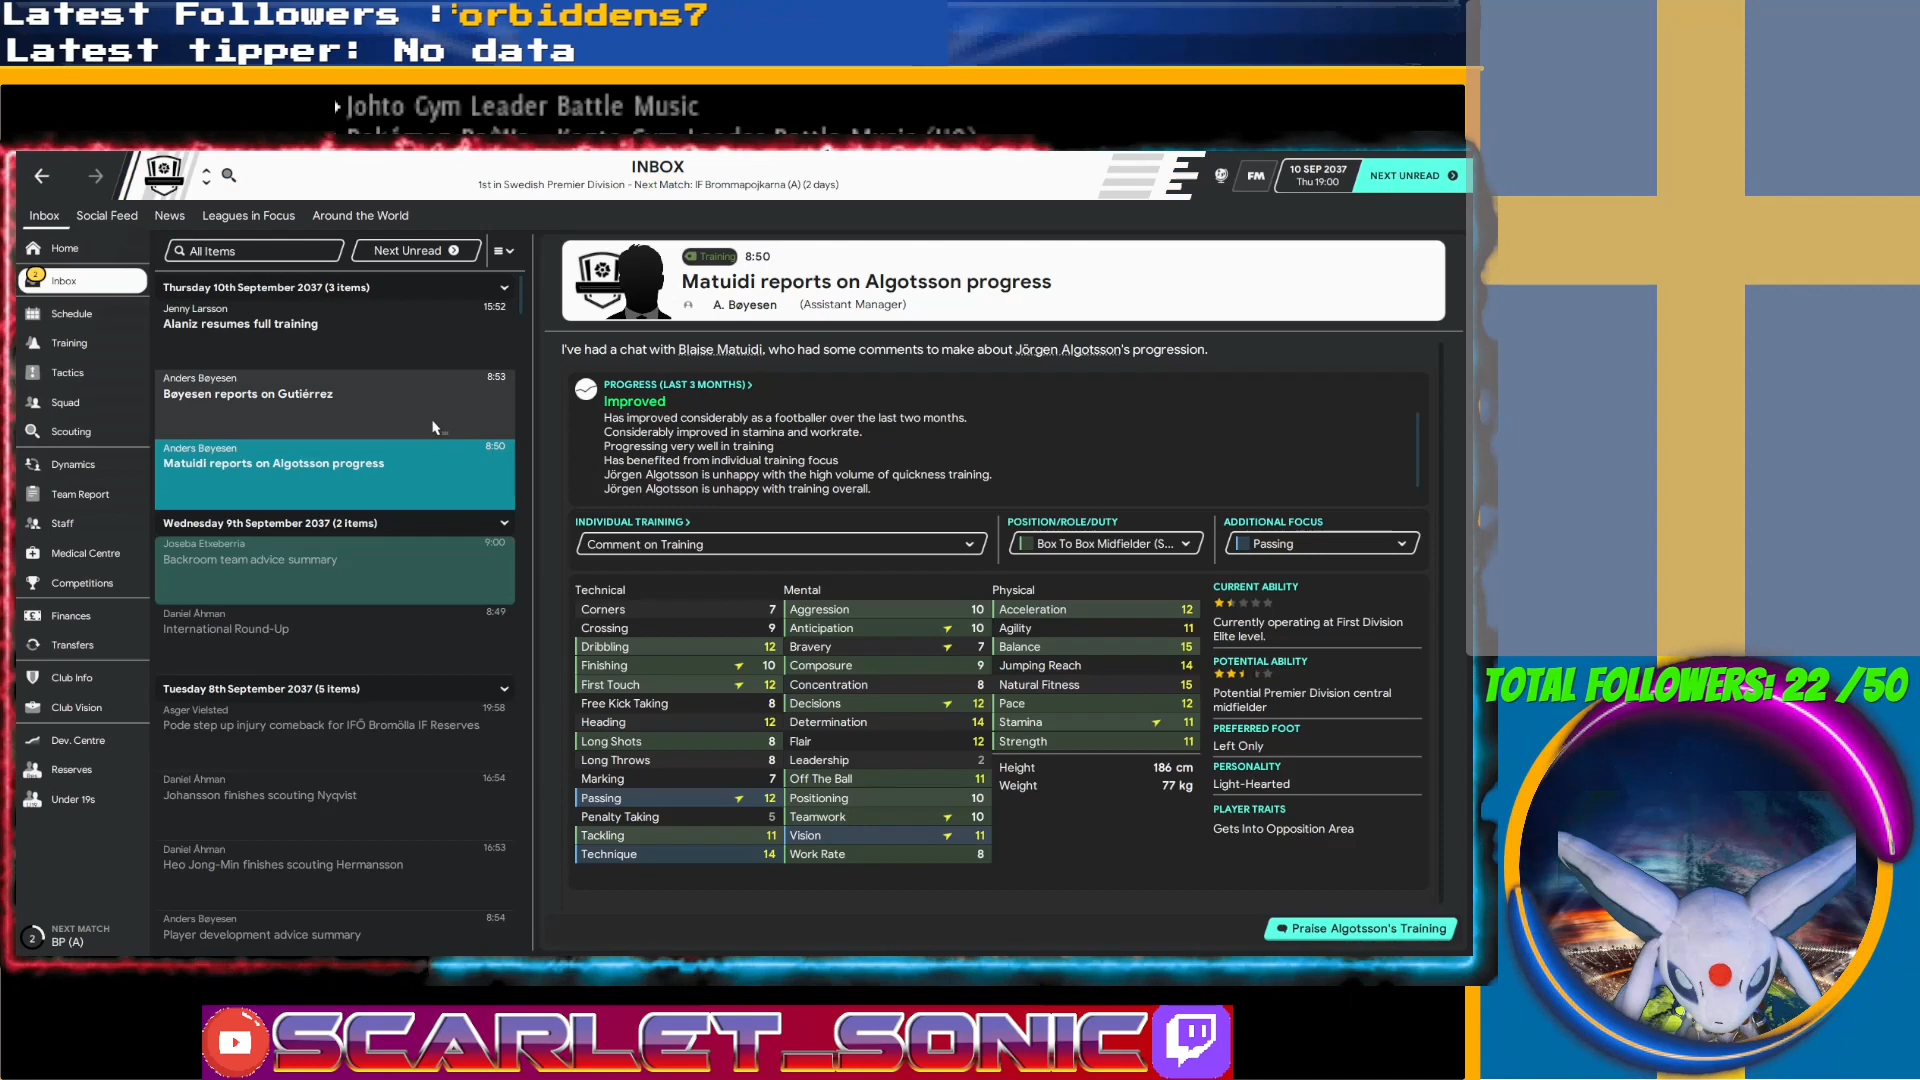 Latest Followers :
orbiddens7
Latest tipper: No data
Johto Gym Leader Battle Music
INBOX
1st in Swedish Premier Division - Next Match: IF Brommapojkarna (A) (2 days)
FM
10 SEP 2037
Thu 19:00
NEXT UNREAD
Inbox
Social Feed
News
Leagues in Focus
Around the World
Home
2
Inbox
Schedule
Training
Tactics
Squad
Scouting
Dynamics
Team Report
Staff
Medical Centre
Competitions
Finances
Transfers
Club Info
Club Vision
Dev. Centre
Reserves
Under 19s
2
NEXT MATCH
BP (A)
All Items
Next Unread
Thursday 10th September 2037 (3 items)
Jenny Larsson 15:52
Alaniz resumes full training
Anders Bøyesen 8:53
Bøyesen reports on Gutiérrez
Anders Bøyesen 8:50
Matuidi reports on Algotsson progress
Wednesday 9th September 2037 (2 items)
Joseba Etxeberria 9:00
Backroom team advice summary
Daniel Åhman 8:49
International Round-Up
Tuesday 8th September 2037 (5 items)
Asger Vielsted 19:58
Pode step up injury comeback for IFÖ Bromölla IF Reserves
Daniel Åhman 16:54
Johansson finishes scouting Nyqvist
Daniel Åhman 16:53
Heo Jong-Min finishes scouting Hermansson
Anders Bøyesen 8:54
Player development advice summary
Training 8:50
Matuidi reports on Algotsson progress
A. Bøyesen (Assistant Manager)
I've had a chat with Blaise Matuidi, who had some comments to make about Jörgen Algotsson's progression.
PROGRESS (LAST 3 MONTHS) >
Improved
Has improved considerably as a footballer over the last two months.
Considerably improved in stamina and workrate.
Progressing very well in training
Has benefited from individual training focus
Jörgen Algotsson is unhappy with the high volume of quickness training.
Jörgen Algotsson is unhappy with training overall.
INDIVIDUAL TRAINING >
Comment on Training
POSITION/ROLE/DUTY
Box To Box Midfielder (S...
ADDITIONAL FOCUS
Passing
Technical
Corners 7
Crossing 9
Dribbling 12
Finishing 10
First Touch 12
Free Kick Taking 8
Heading 12
Long Shots 8
Long Throws 8
Marking 7
Passing 12
Penalty Taking 5
Tackling 11
Technique 14
Mental
Aggression 10
Anticipation 10
Bravery 7
Composure 9
Concentration 8
Decisions 12
Determination 14
Flair 12
Leadership 2
Off The Ball 11
Positioning 10
Teamwork 10
Vision 11
Work Rate 8
Physical
Acceleration 12
Agility 11
Balance 15
Jumping Reach 14
Natural Fitness 15
Pace 12
Stamina 11
Strength 11
Height 186 cm
Weight 77 kg
CURRENT ABILITY
Currently operating at First Division
Elite level.
POTENTIAL ABILITY
Potential Premier Division central
midfielder
PREFERRED FOOT
Left Only
PERSONALITY
Light-Hearted
PLAYER TRAITS
Gets Into Opposition Area
Praise Algotsson's Training
TOTAL FOLLOWERS: 22 /50
SCARLET_SONIC